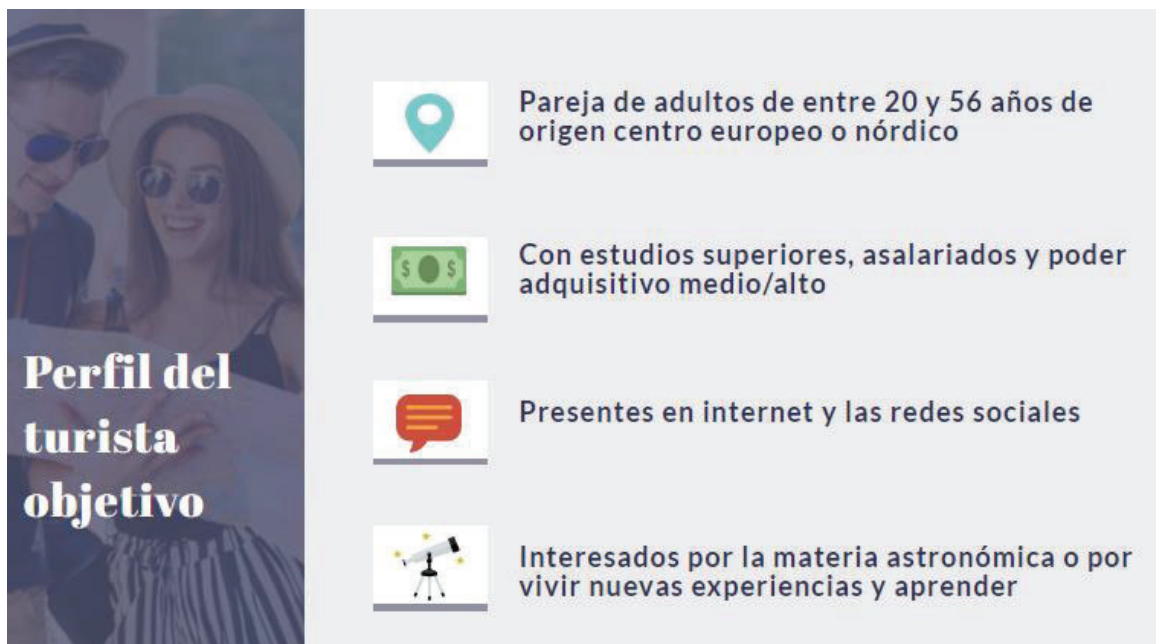 Perfil del
turista
objetivo
Pareja de adultos de entre 20 y 56 años de
origen centro europeo o nórdico
Con estudios superiores, asalariados y poder
adquisitivo medio/alto
Presentes en internet y las redes sociales
Interesados por la materia astronómica o por
vivir nuevas experiencias y aprender